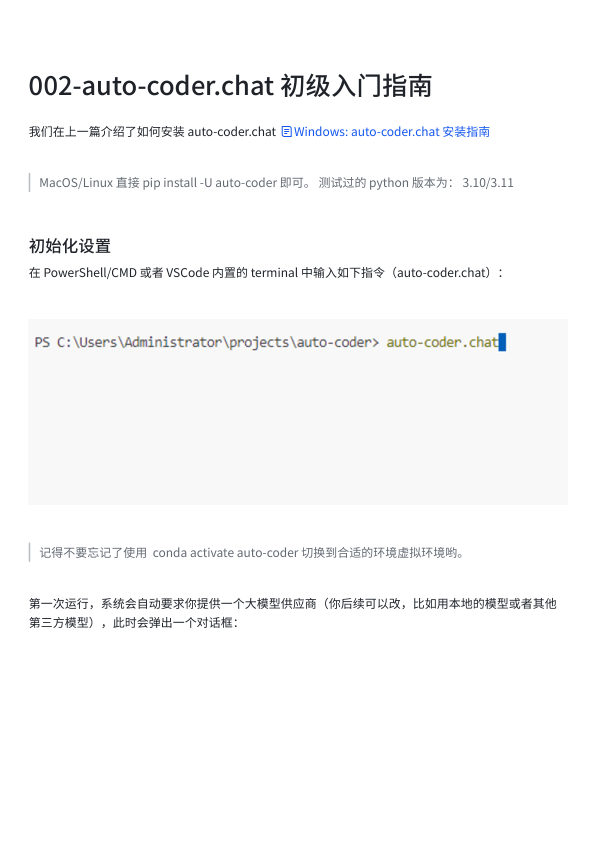 002-auto-coder.chat 初级入门指南
我们在上一篇介绍了如何安装 auto-coder.chat Windows: auto-coder.chat 安装指南
MacOS/Linux 直接 pip install -U auto-coder 即可。 测试过的 python 版本为： 3.10/3.11
初始化设置
在 PowerShell/CMD 或者 VSCode 内置的 terminal 中输入如下指令（auto-coder.chat）：
PS C:\Users\Administrator\projects\auto-coder> auto-coder.chat
记得不要忘记了使用 conda activate auto-coder 切换到合适的环境虚拟环境哟。
第一次运行，系统会自动要求你提供一个大模型供应商（你后续可以改，比如用本地的模型或者其他
第三方模型），此时会弹出一个对话框：